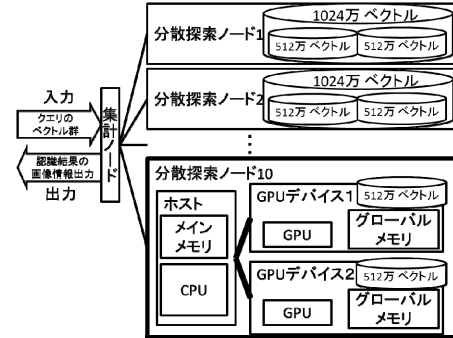 分散探索ノード1
1024万 ベクトル
512万 ベクトル
512万 ベクトル
分散探索ノード2
1024万 ベクトル
512万 ベクトル
512万 ベクトル
入力
クエリの
ベクトル群
認識結果の
画像情報出力
出力
集計ノード
分散探索ノード10
ホスト
メイン
メモリ
CPU
GPUデバイス1
512万 ベクトル
GPU
グローバル
メモリ
GPUデバイス2
512万 ベクトル
GPU
グローバル
メモリ